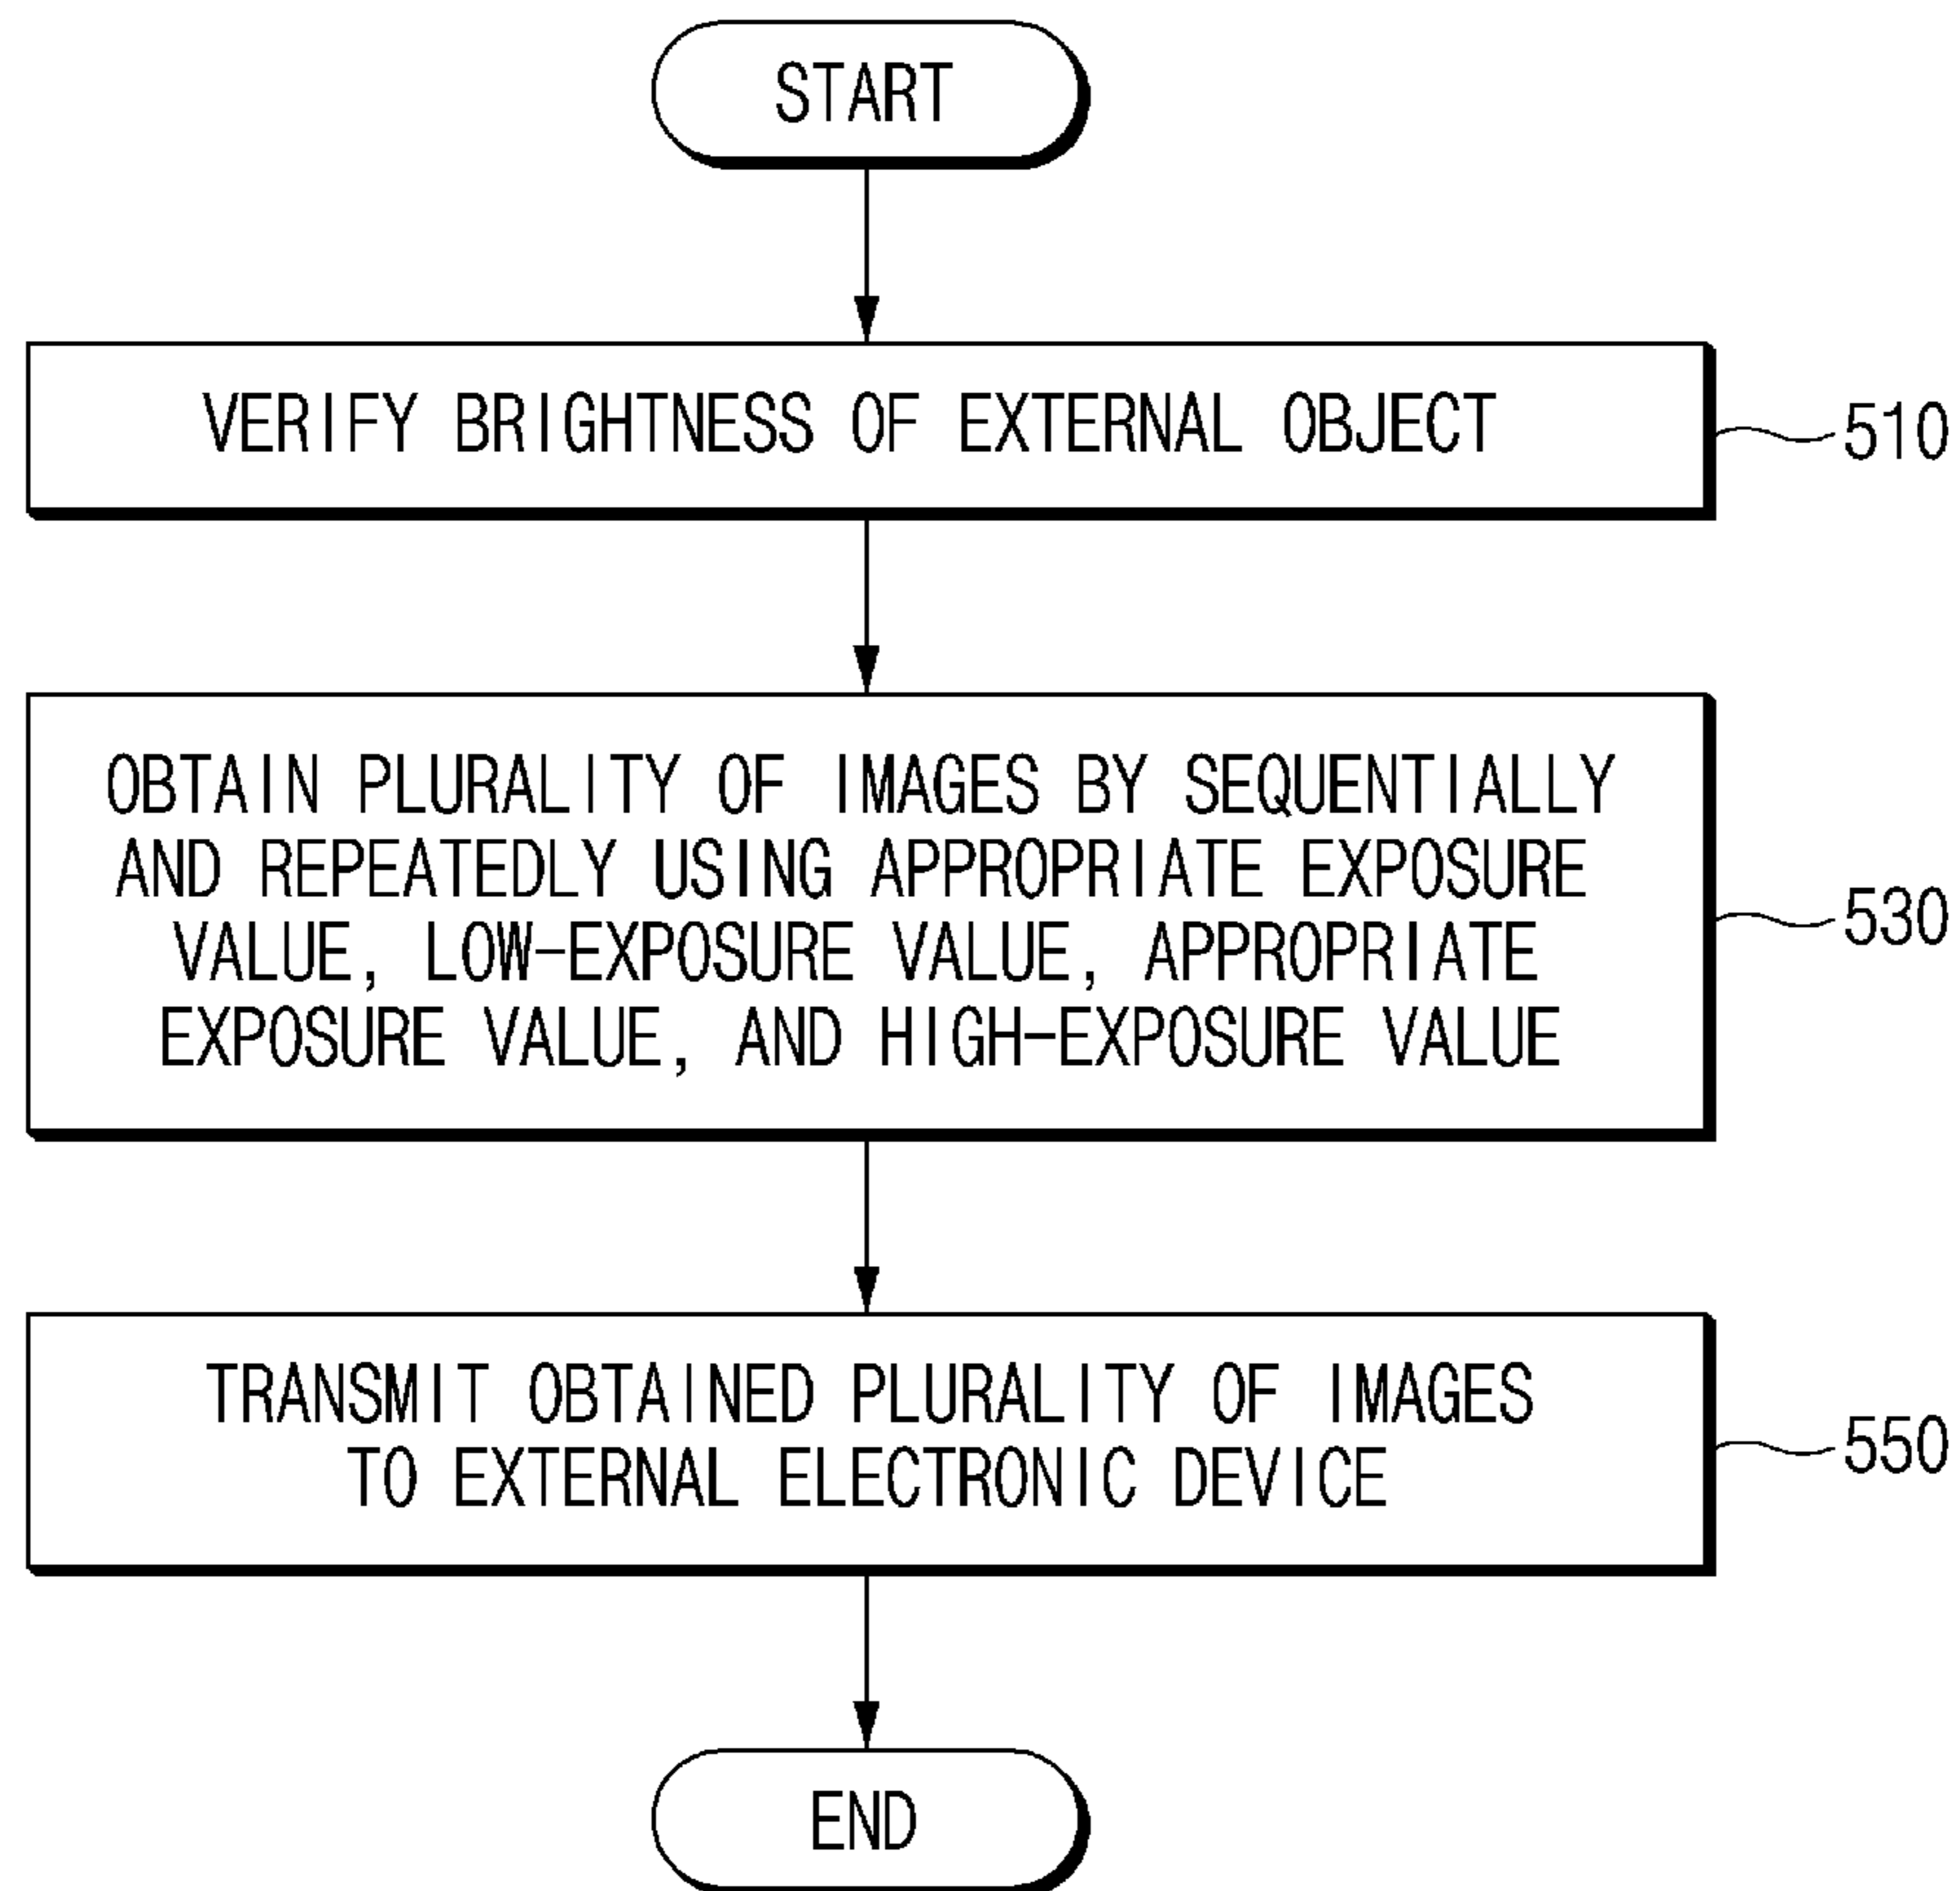 START
VERIFY BRIGHTNESS OF EXTERNAL OBJECT
510
OBTAIN PLURALITY OF IMAGES BY SEQUENTIALLY
AND REPEATEDLY USING APPROPRIATE EXPOSURE
VALUE, LOW-EXPOSURE VALUE, APPROPRIATE
EXPOSURE VALUE, AND HIGH-EXPOSURE VALUE
530
TRANSMIT OBTAINED PLURALITY OF IMAGES
TO EXTERNAL ELECTRONIC DEVICE
550
END